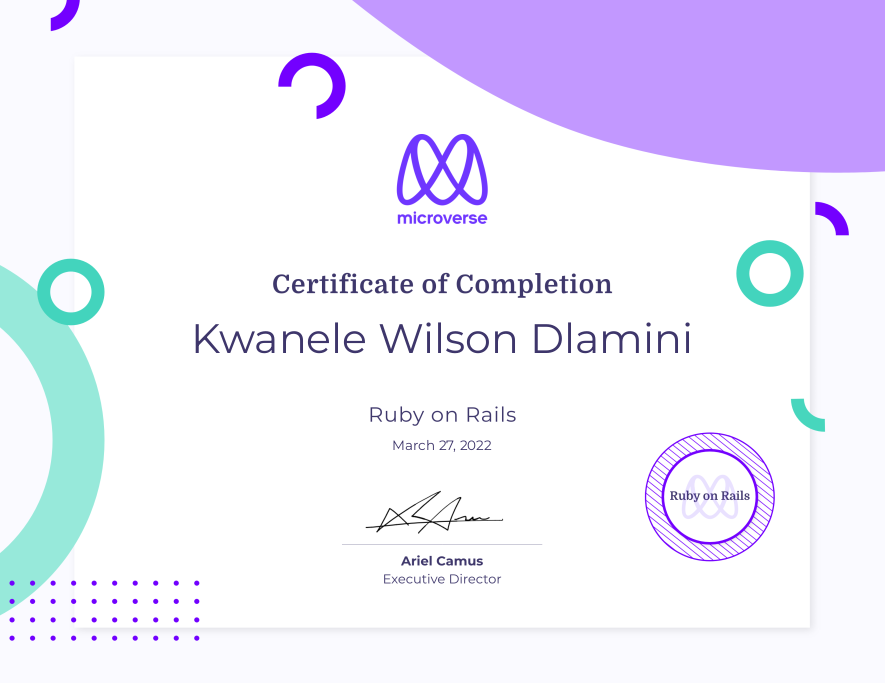 microverse
Certificate of Completion
Kwanele Wilson Dlamini
Ruby on Rails
March 27, 2022
Ruby on Rails
Ariel Camus
Executive Director